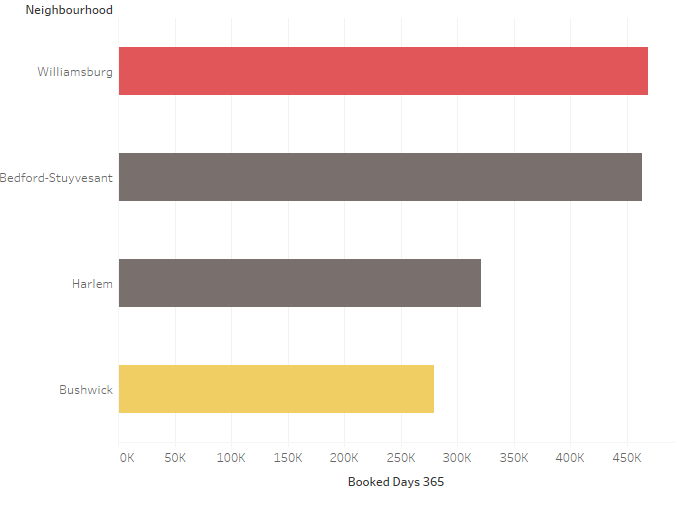 Neighbourhood
Williamsburg
Bedford-Stuyvesant
Harlem
Bushwick
0K 50K 100K 150K 200K 250K 300K 350K 400K 450K
Booked Days 365